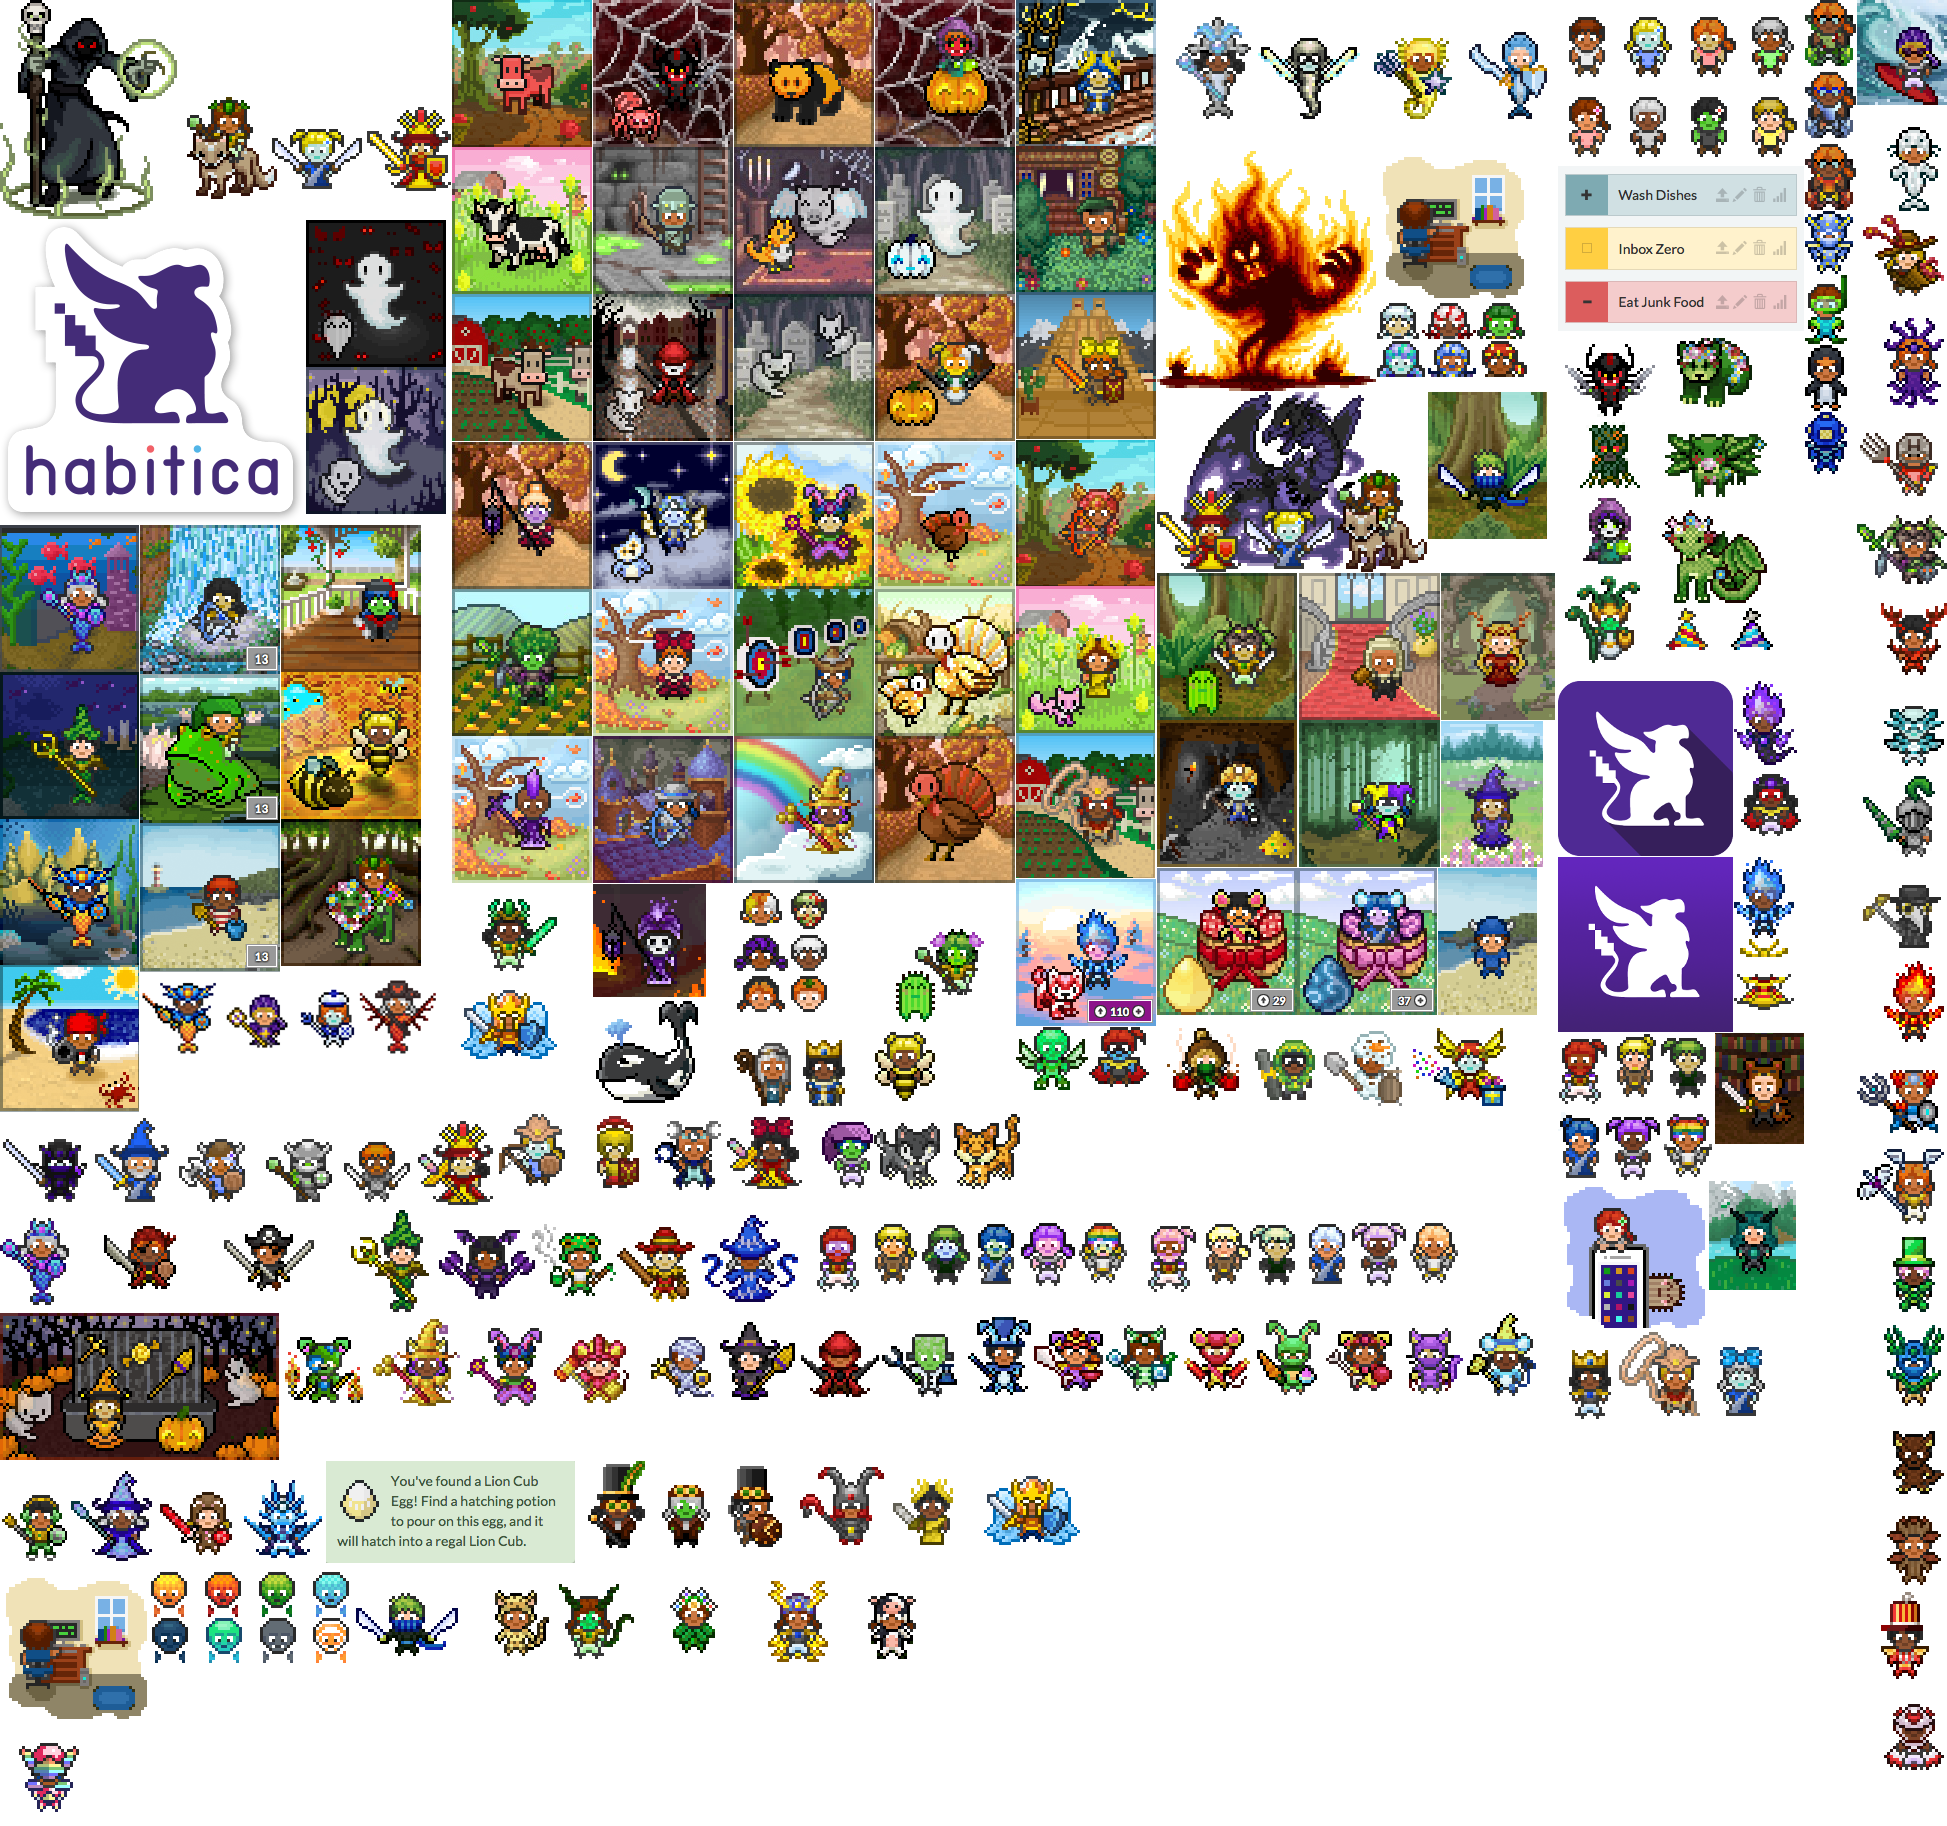 Wash Dishes
Inbox Zero
Eat Junk Food
habitica
13
13
13
110
29
37
You've found a Lion Cub
Egg! Find a hatching potion
to pour on this egg, and it
will hatch into a regal Lion Cub.